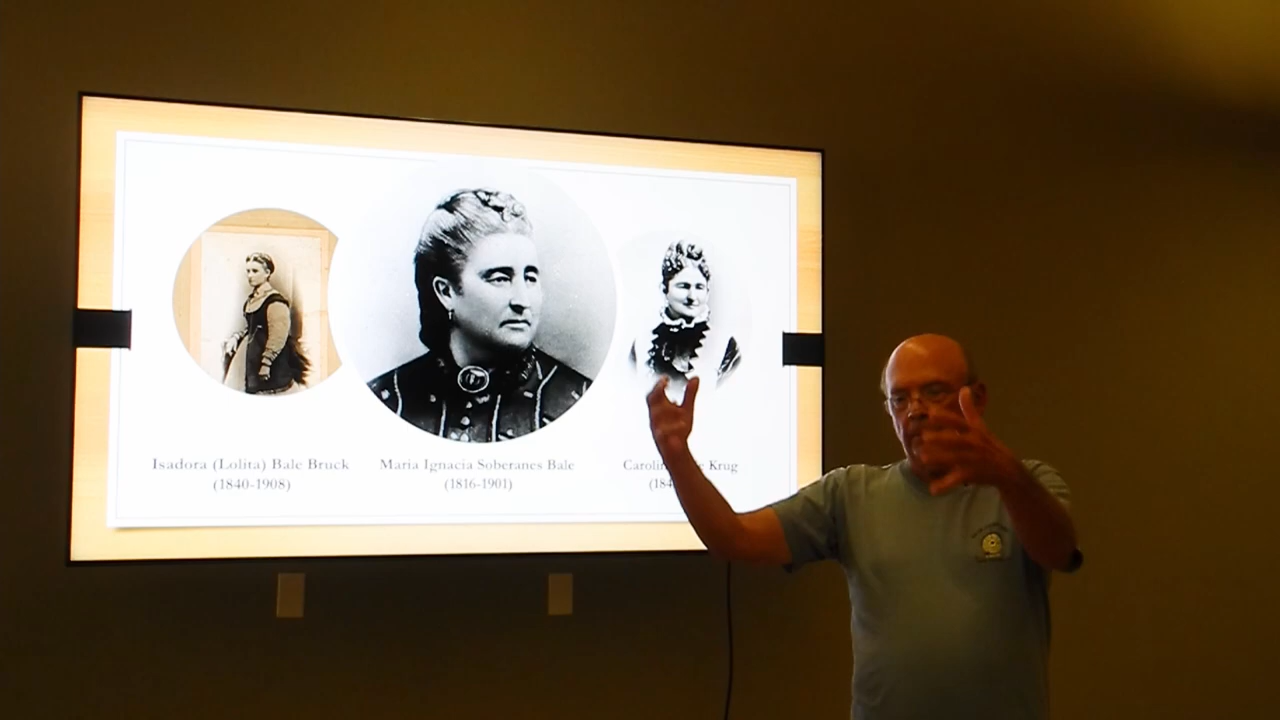 Isadora (Lolita) Bale Bruck
(1840-1908)
Maria Ignacia Soberanes Bale
(1816-1901)
Krug